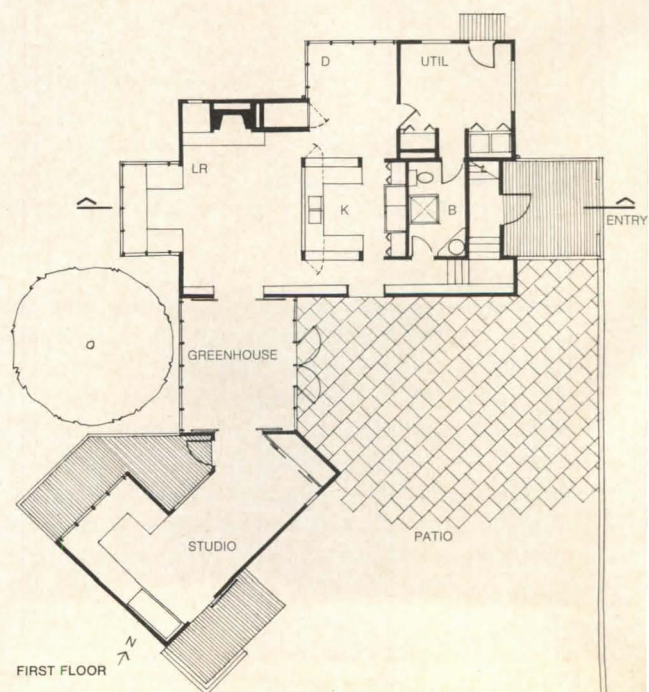 D
UTIL
LR
K
B
ENTRY
GREENHOUSE
STUDIO
PATIO
N
FIRST FLOOR